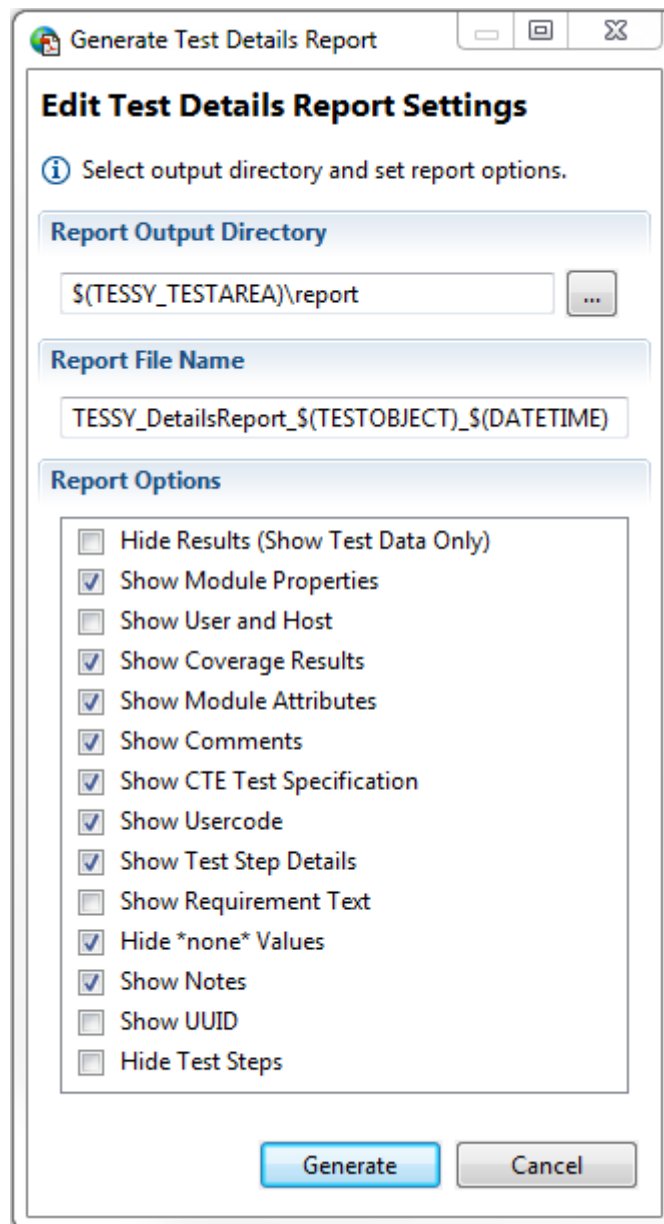 Generate Test Details Report
Edit Test Details Report Settings
Select output directory and set report options.
Report Output Directory
$(TESSY_TESTAREA)\report
...
Report File Name
TESSY_DetailsReport_$(TESTOBJECT)_$(DATETIME)
Report Options
Hide Results (Show Test Data Only)
Show Module Properties
Show User and Host
Show Coverage Results
Show Module Attributes
Show Comments
Show CTE Test Specification
Show Usercode
Show Test Step Details
Show Requirement Text
Hide *none* Values
Show Notes
Show UUID
Hide Test Steps
Generate
Cancel